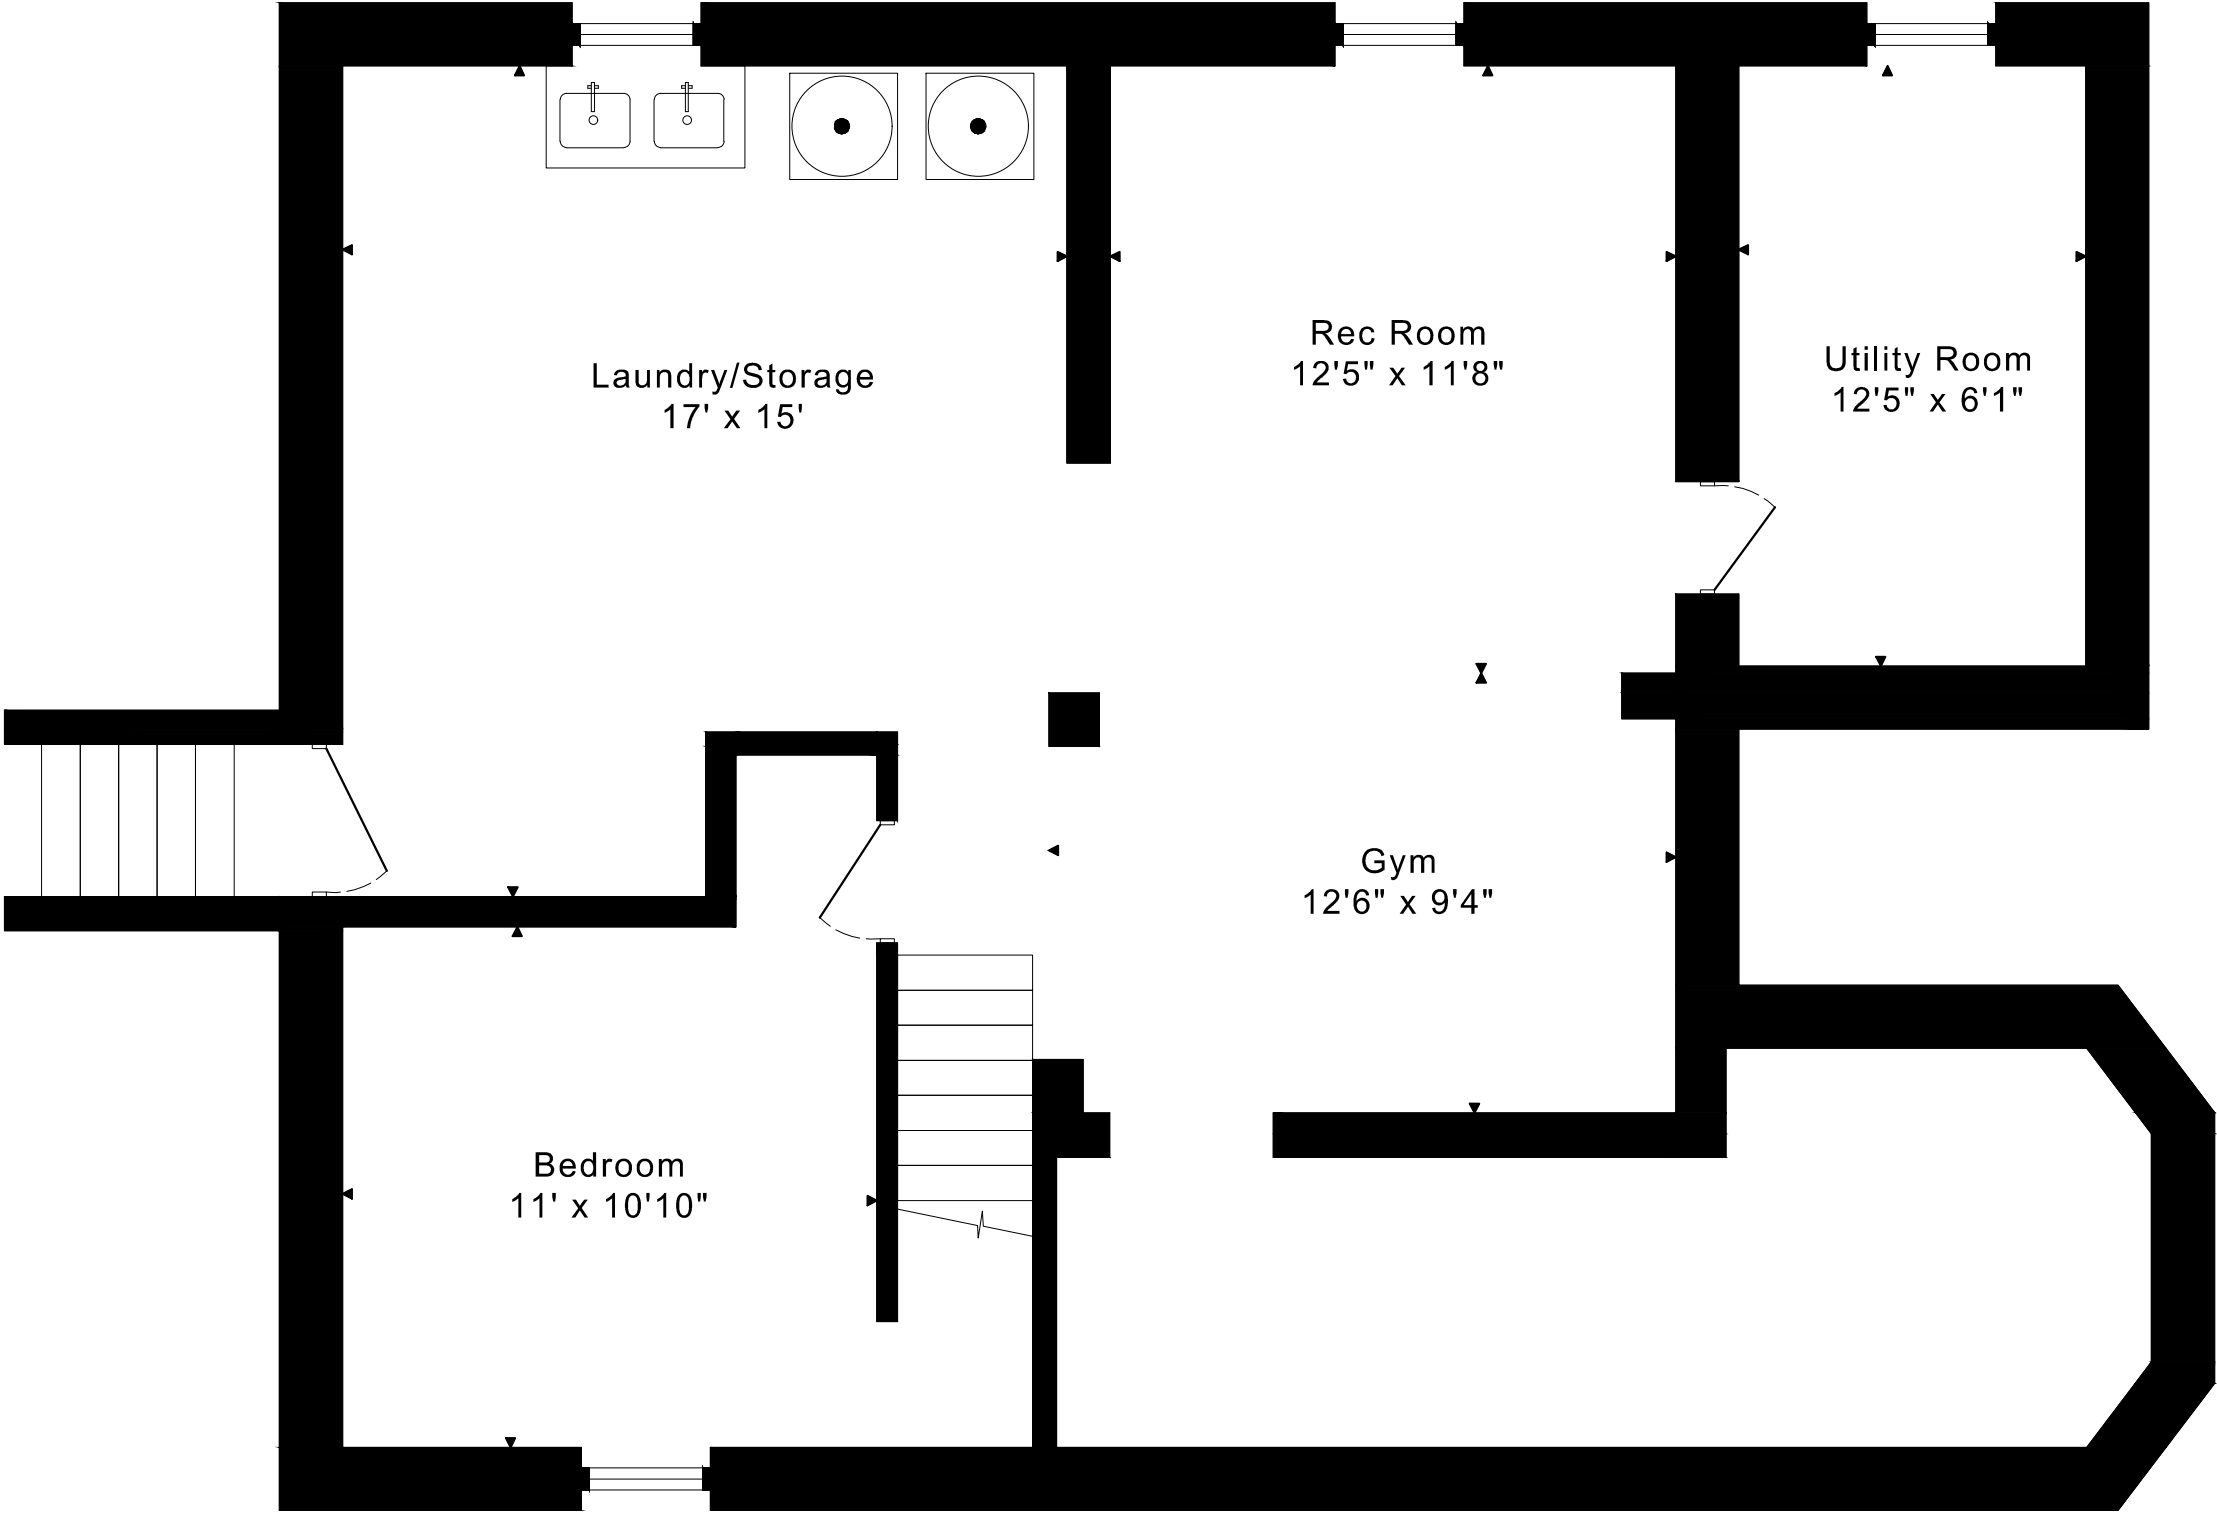 Laundry/Storage
17' x 15'
Rec Room
12'5" x 11'8"
Utility Room
12'5" x 6'1"
Gym
12'6" x 9'4"
Bedroom
11' x 10'10"